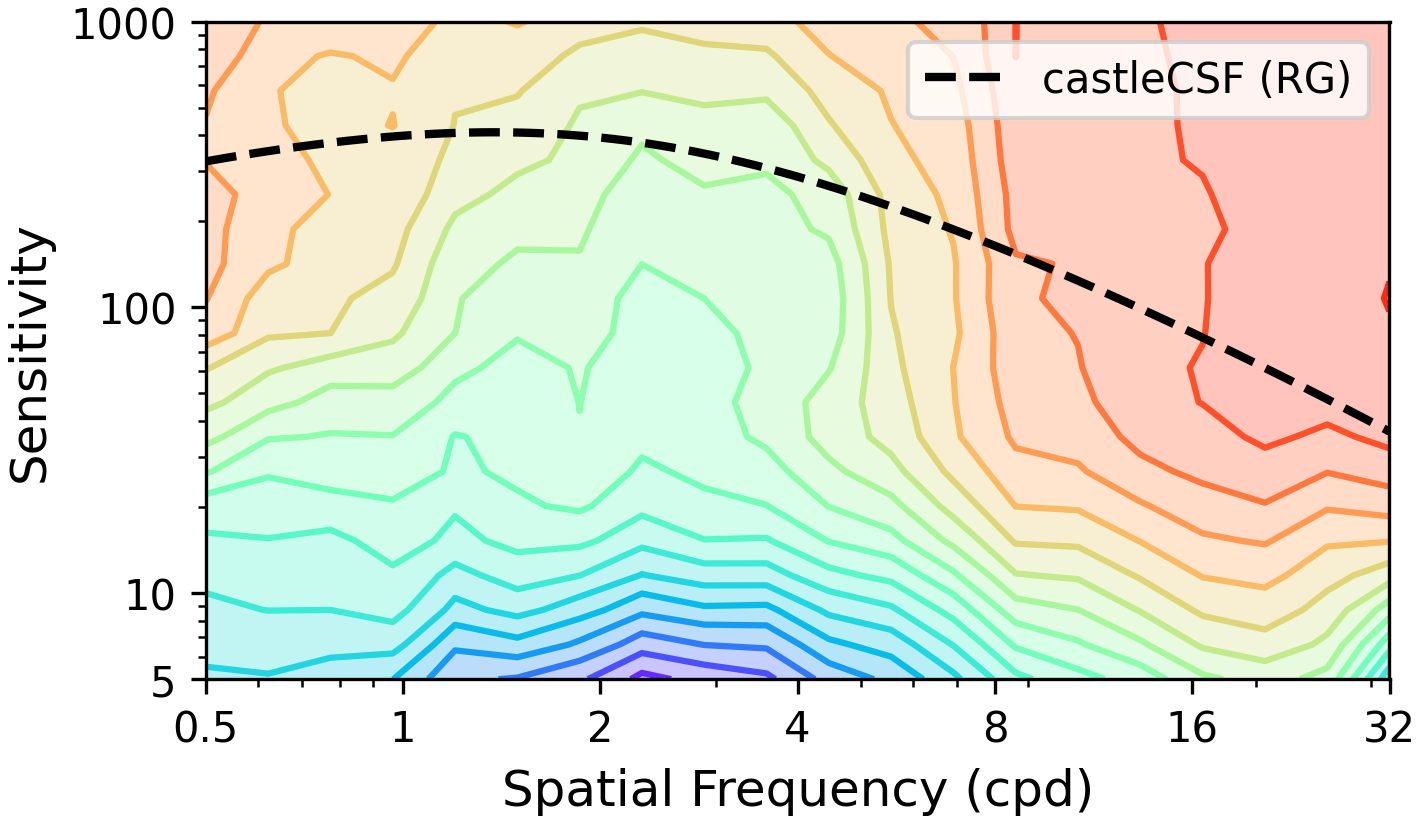 1000
100
10
5
Sensitivity
castleCSF (RG)
0.5 1 2 4 8 16 32
Spatial Frequency (cpd)